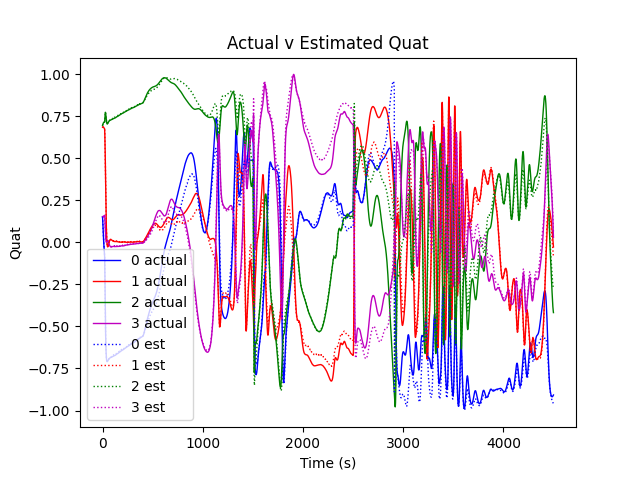 Actual v Estimated Quat
Quat
1.00
0.75
0.50
0.25
0.00
−0.25
−0.50
−0.75
−1.00
0 actual
1 actual
2 actual
3 actual
0 est
1 est
2 est
3 est
0
1000
2000
3000
4000
Time (s)